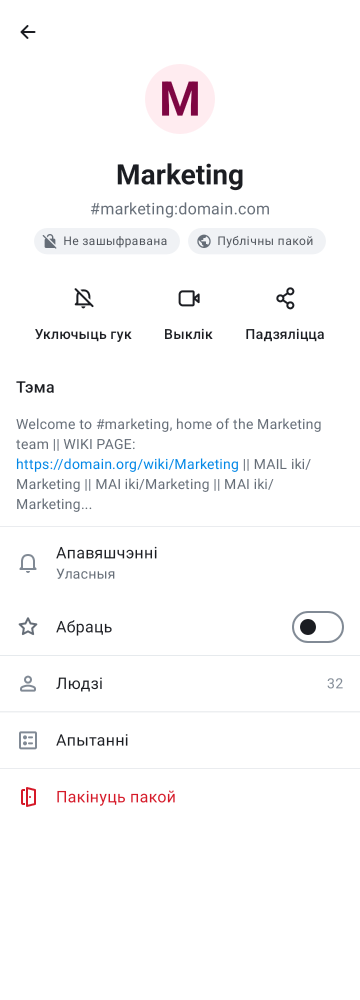 M
Marketing
#marketing:domain.com
Не зашыфравана
Публічны пакой
Уключыць гук
Выклік
Падзяліцца
Тэма
Welcome to #marketing, home of the Marketing
team || WIKI PAGE:
https://domain.org/wiki/Marketing || MAIL iki/
Marketing || MAI iki/Marketing || MAI iki/
Marketing...
Апавяшчэнні
Уласныя
Абраць
Людзі 32
Апытанні
Пакінуць пакой